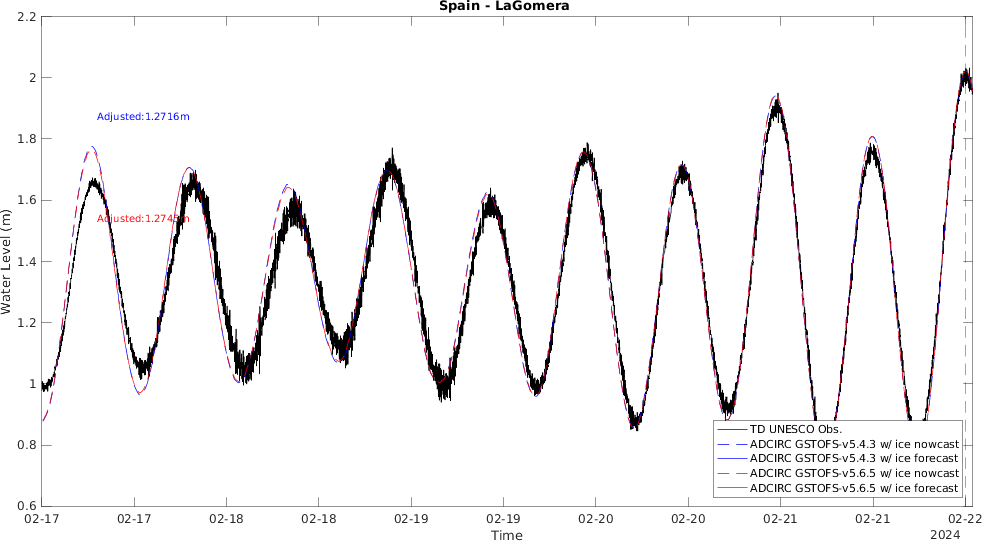 Spain - LaGomera
2.2
2
1.8
1.6
1.4
1.2
1
0.8
0.6
Water Level (m)
Adjusted:1.2716m
TD UNESCO Obs.
ADCIRC GSTOFS-v5.4.3 w/ ice nowcast
ADCIRC GSTOFS-v5.4.3 w/ ice forecast
ADCIRC GSTOFS-v5.6.5 w/ ice nowcast
ADCIRC GSTOFS-v5.6.5 w/ ice forecast
02-17 02-17 02-18 02-18 02-19 02-19 02-20 02-20 02-21 02-21 02-22
Time
2024